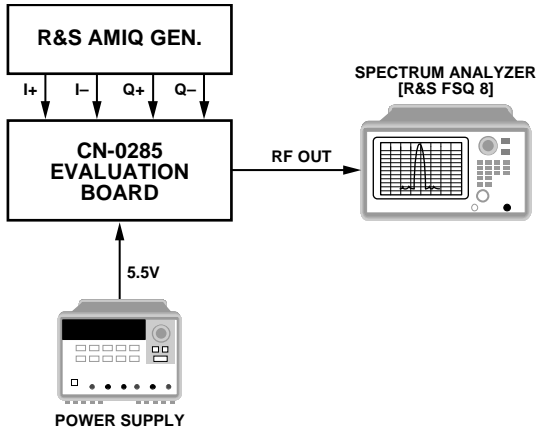 R&S AMIQ GEN.
I+ I– Q+ Q–
SPECTRUM ANALYZER
[R&S FSQ 8]
CN-0285
EVALUATION
BOARD
RF OUT
5.5V
POWER SUPPLY